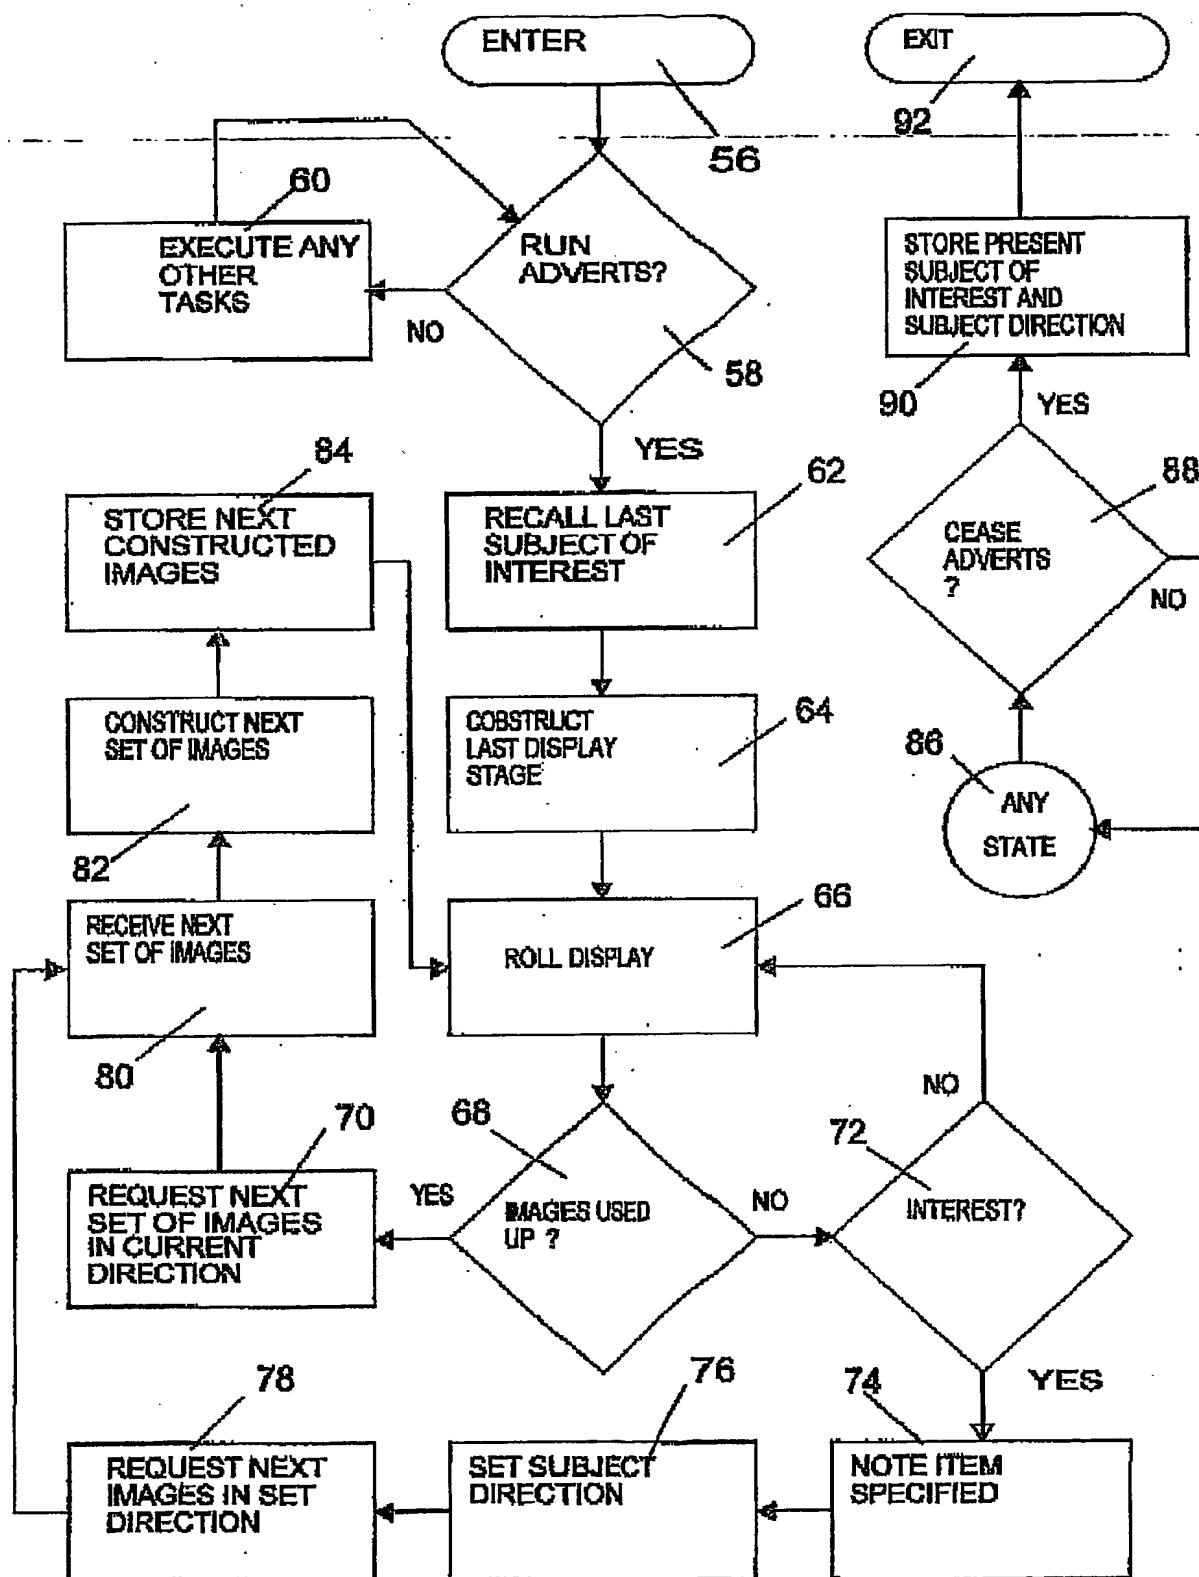 ENTER
56
EXIT
92
60
EXECUTE ANY
OTHER
TASKS
RUN
ADVERTS?
NO
58
YES
STORE PRESENT
SUBJECT OF
INTEREST AND
SUBJECT DIRECTION
90
YES
88
CEASE
ADVERTS
?
NO
84
STORE NEXT
CONSTRUCTED
IMAGES
62
RECALL LAST
SUBJECT OF
INTEREST
CONSTRUCT NEXT
SET OF IMAGES
82
COBSTRUCT
LAST DISPLAY
STAGE
64
86
ANY
STATE
RECEIVE NEXT
SET OF IMAGES
80
66
ROLL DISPLAY
70
REQUEST NEXT
SET OF IMAGES
IN CURRENT
DIRECTION
YES
68
IMAGES USED
UP ?
NO
72
INTEREST?
NO
YES
78
REQUEST NEXT
IMAGES IN SET
DIRECTION
76
SET SUBJECT
DIRECTION
74
NOTE ITEM
SPECIFIED